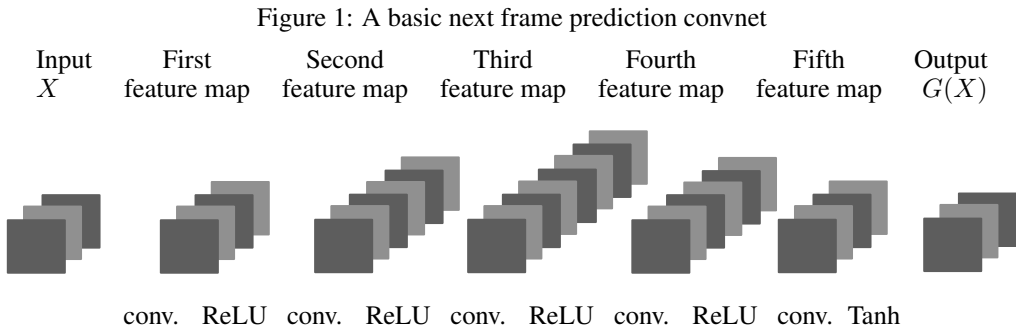 Figure 1: A basic next frame prediction convnet
Input First Second Third Fourth Fifth Output
X feature map feature map feature map feature map feature map G(X)
conv. ReLU conv. ReLU conv. ReLU conv. ReLU conv. Tanh